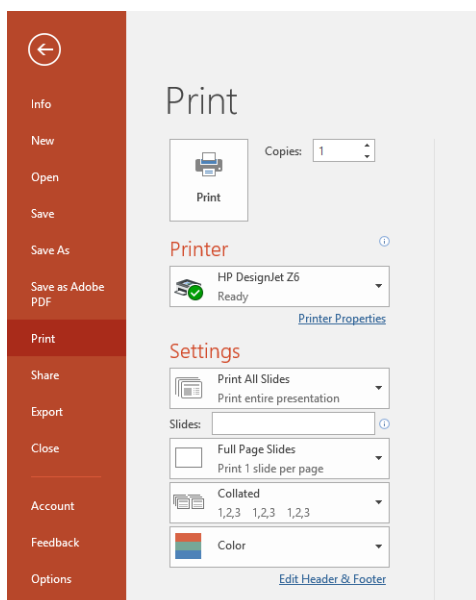 Info
New
Open
Save
Save As
Save as Adobe
PDF
Print
Share
Export
Close
Account
Feedback
Options
Print
Copies: 1
Print
Printer
HP DesignJet Z6
Ready
Printer Properties
Settings
Print All Slides
Print entire presentation
Slides:
Full Page Slides
Print 1 slide per page
Collated
1,2,3 1,2,3 1,2,3
Color
Edit Header & Footer